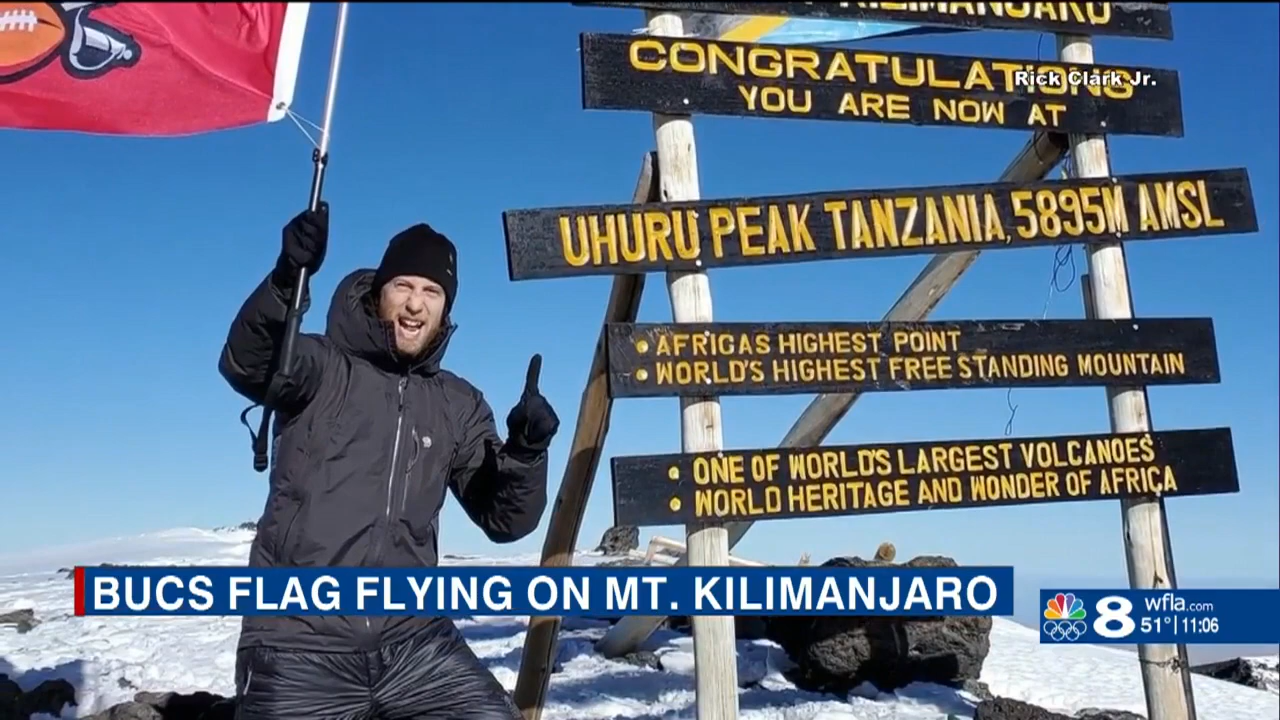 KILIMANJARO
CONGRATULATIONS
Rick Clark Jr.
YOU ARE NOW AT
UHURU PEAK TANZANIA, 5895M AMSL
AFRICAS HIGHEST POINT
WORLD'S HIGHEST FREE STANDING MOUNTAIN
ONE OF WORLD'S LARGEST VOLCANOES
WORLD HERITAGE AND WONDER OF AFRICA
BUCS FLAG FLYING ON MT. KILIMANJARO
8 wfla.com
51° | 11:06